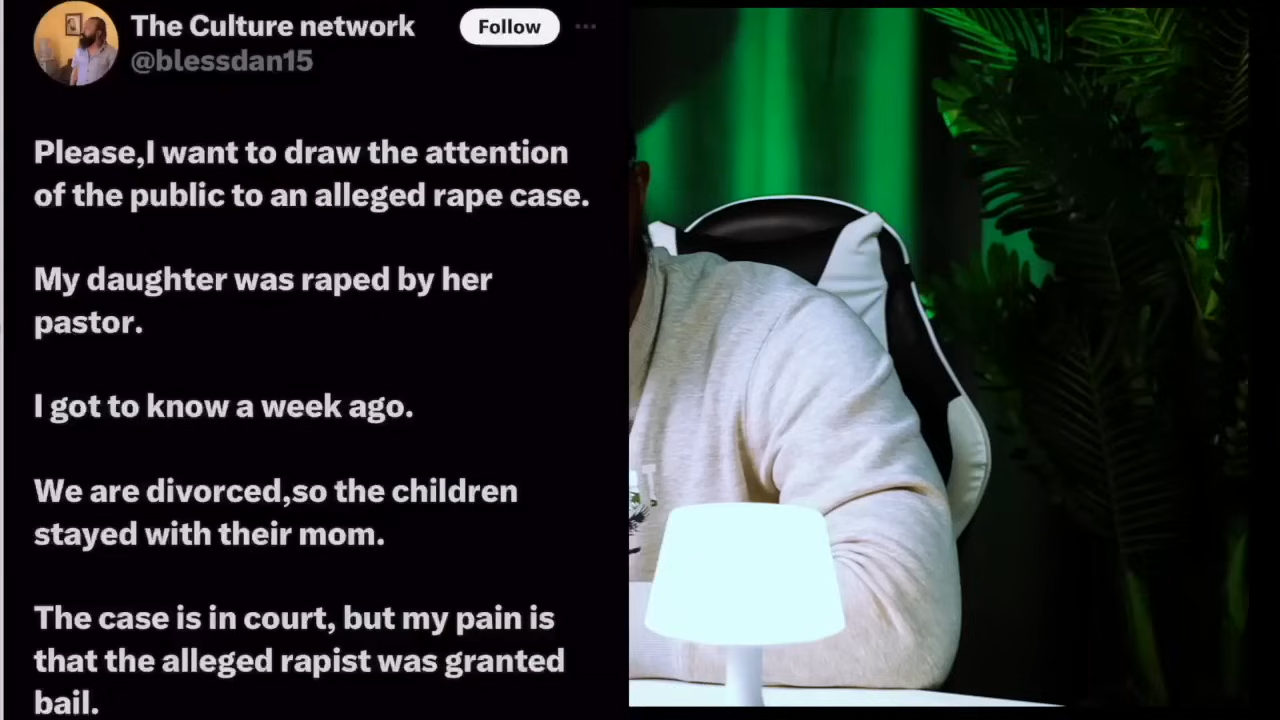 The Culture network
Follow
@blessdan15
Please,I want to draw the attention
of the public to an alleged rape case.
My daughter was raped by her
pastor.
I got to know a week ago.
We are divorced,so the children
stayed with their mom.
The case is in court, but my pain is
that the alleged rapist was granted
bail.